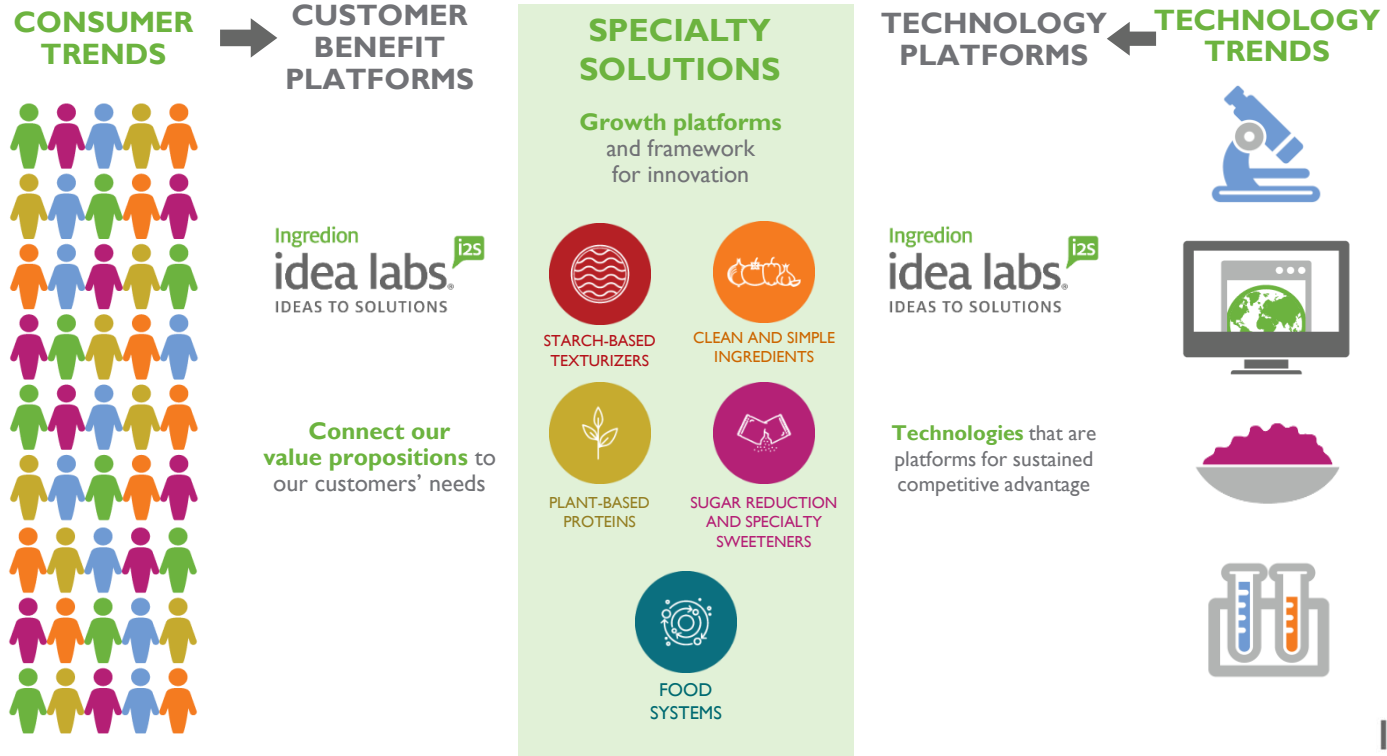 CONSUMER
TRENDS
CUSTOMER
BENEFIT
PLATFORMS
Ingredion
idea labs® i2s
IDEAS TO SOLUTIONS
Connect our
value propositions to
our customers’ needs
SPECIALTY
SOLUTIONS
Growth platforms
and framework
for innovation
STARCH-BASED
TEXTURIZERS
CLEAN AND SIMPLE
INGREDIENTS
PLANT-BASED
PROTEINS
SUGAR REDUCTION
AND SPECIALTY
SWEETENERS
FOOD
SYSTEMS
TECHNOLOGY
PLATFORMS
Ingredion
idea labs® i2s
IDEAS TO SOLUTIONS
Technologies that are
platforms for sustained
competitive advantage
TECHNOLOGY
TRENDS